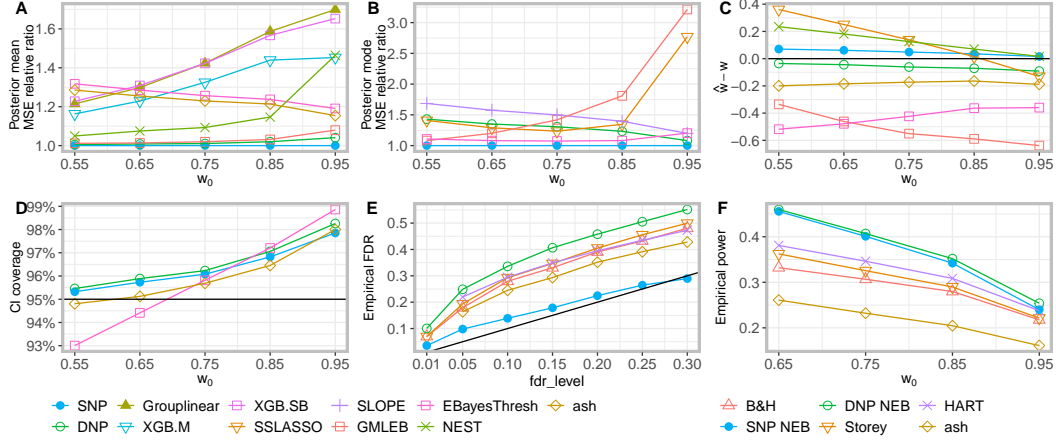 A
Posterior mean
MSE relative ratio
1.6
1.4
1.2
1.0
0.55
0.65
0.75
0.85
0.95
w0
B
Posterior mode
MSE relative ratio
3.0
2.5
2.0
1.5
1.0
0.55
0.65
0.75
0.85
0.95
w0
C
ŵ − w
0.4
0.2
0.0
−0.2
−0.4
−0.6
0.55
0.65
0.75
0.85
0.95
w0
D
CI coverage
99%
98%
97%
96%
95%
94%
93%
0.55
0.65
0.75
0.85
0.95
w0
E
Empirical FDR
0.5
0.4
0.3
0.2
0.1
0.01
0.05
0.10
0.15
0.20
0.25
0.30
fdr_level
F
Empirical power
0.4
0.3
0.2
0.65
0.75
0.85
0.95
w0
SNP
Grouplinear
XGB.SB
SLOPE
EBayesThresh
ash
DNP
XGB.M
SSLASSO
GMLEB
NEST
B&H
DNP NEB
HART
SNP NEB
Storey
ash